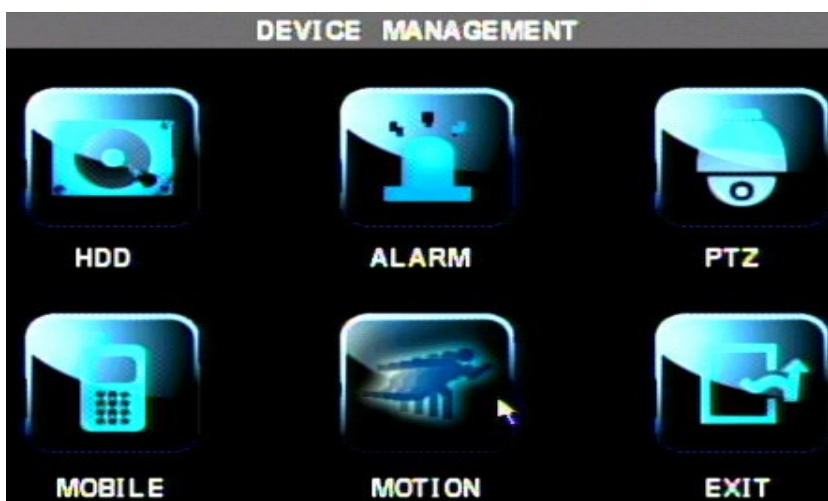 DEVICE MANAGEMENT
HDD ALARM PTZ
MOBILE MOTION EXIT